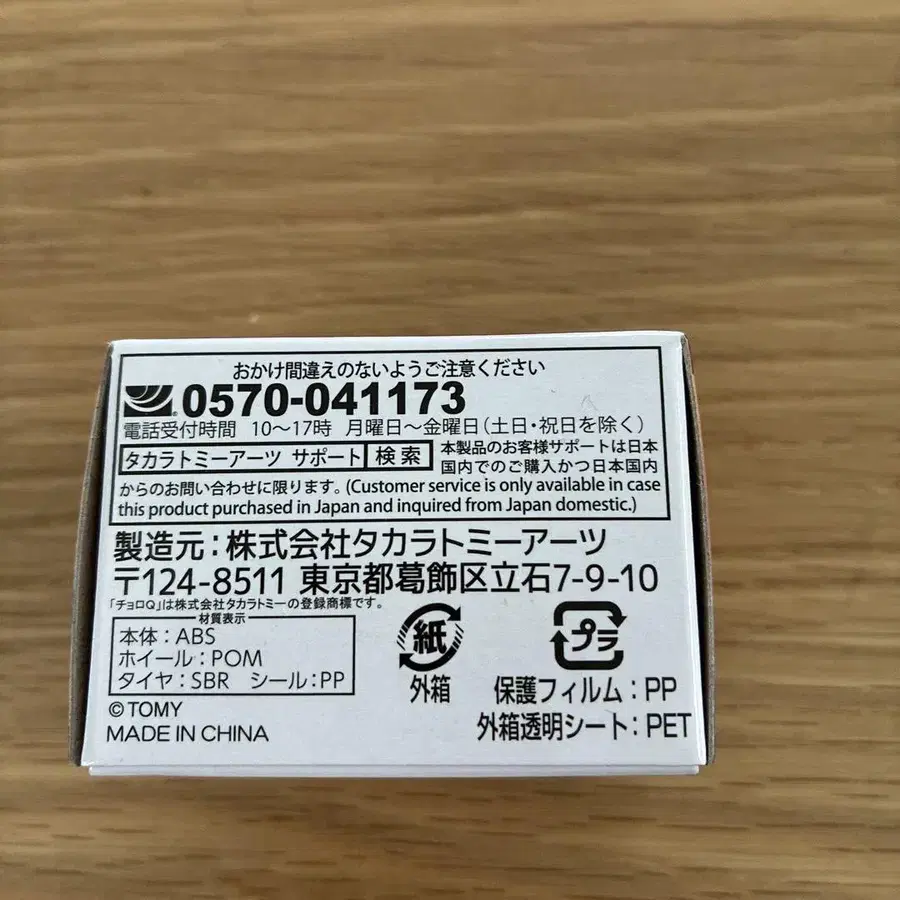 おかけ間違えのないようご注意ください
0570-041173
電話受付時間 10～17時 月曜日～金曜日(土日・祝日を除く)
タカラトミーアーツ サポート 検索 本製品のお客様サポートは日本
国内でのご購入かつ日本国内
からのお問い合わせに限ります。(Customer service is only available in case
this product purchased in Japan and inquired from Japan domestic.)
製造元：株式会社タカラトミーアーツ
〒124-8511 東京都葛飾区立石7-9-10
「チョロQ」は株式会社タカラトミーの登録商標です。
材質表示
本体：ABS
ホイール：POM
タイヤ：SBR シール：PP
©TOMY
MADE IN CHINA
紙
外箱
プラ
保護フィルム：PP
外箱透明シート：PET